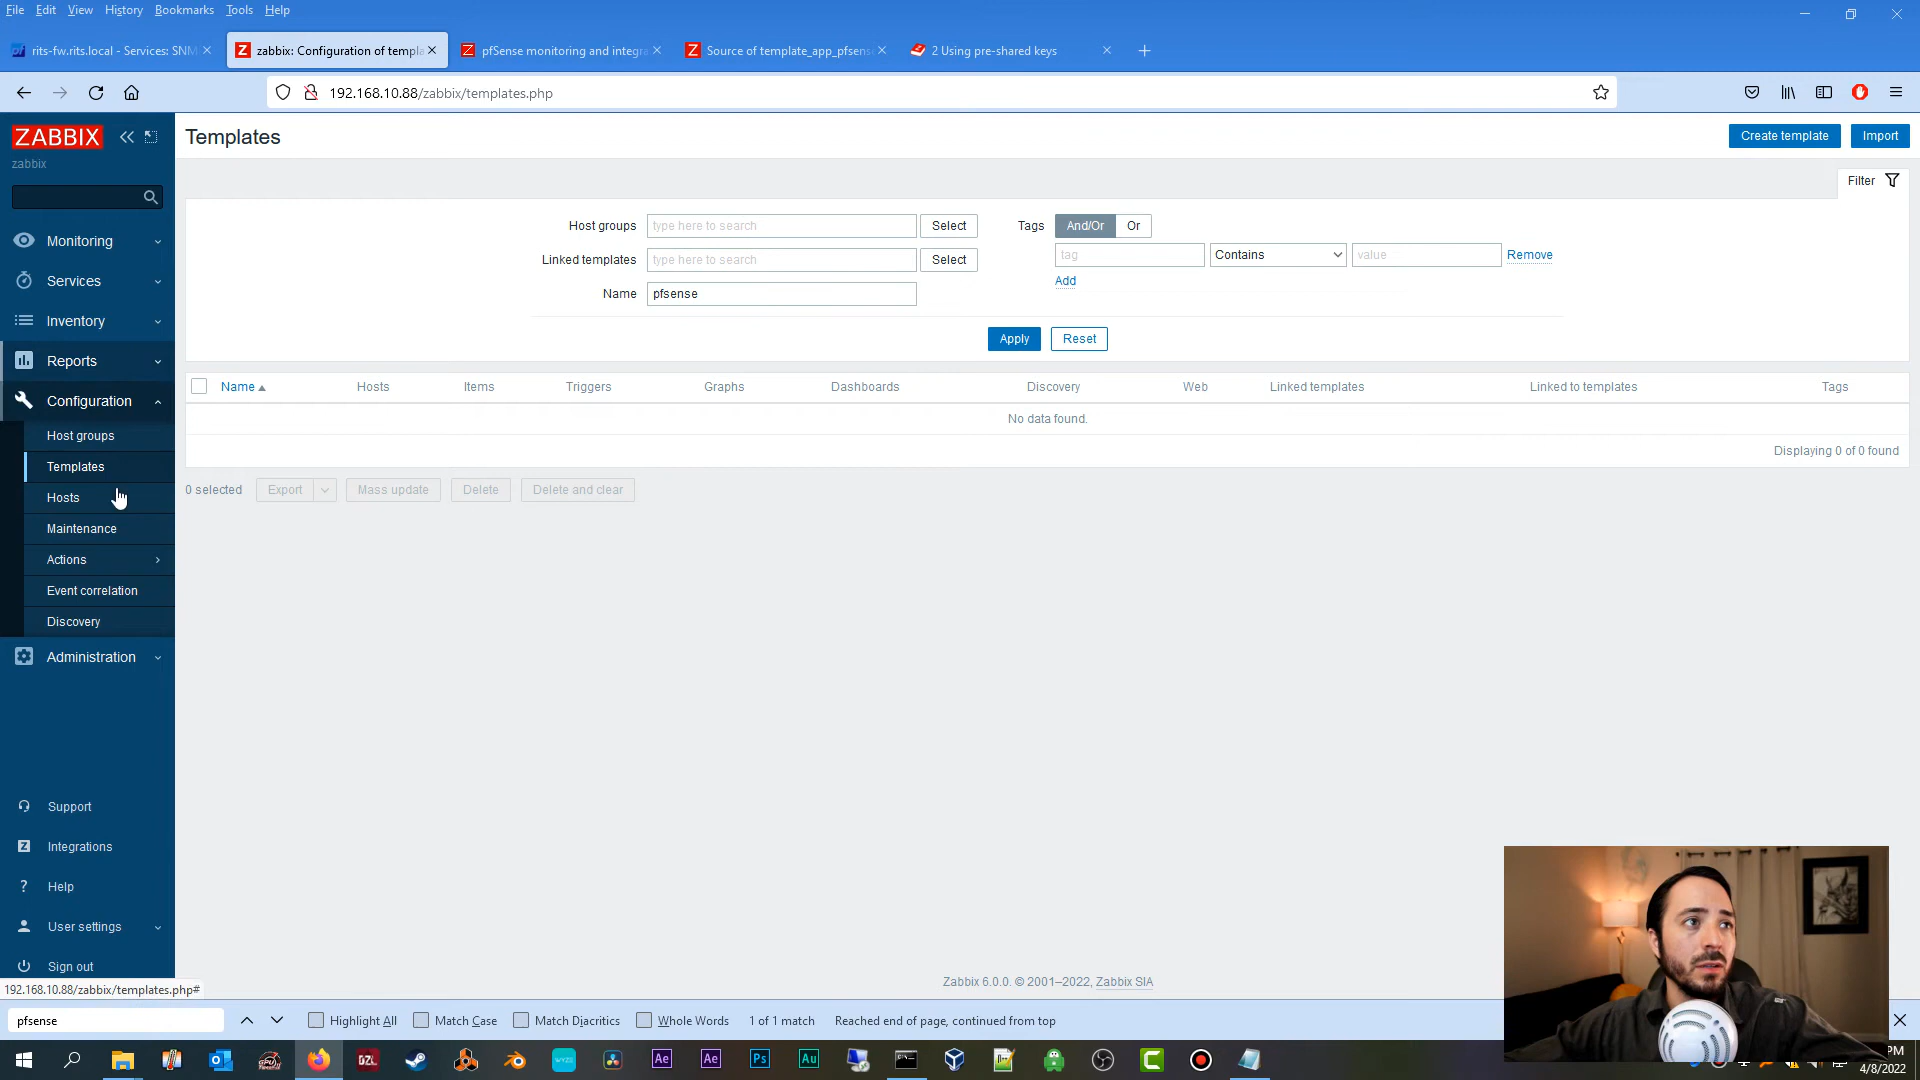 File Edit View History Bookmarks Tools Help
rits-fw.rits.local - Services: SNM
zabbix: Configuration of templa
pfSense monitoring and integra
Source of template_app_pfsens
2 Using pre-shared keys
192.168.10.88/zabbix/templates.php
ZABBIX
zabbix
Templates
Create template
Import
Filter
Host groups
type here to search
Select
Tags
And/Or
Or
tag
Contains
value
Remove
Linked templates
type here to search
Select
Add
Name
pfsense
Apply
Reset
Name Hosts Items Triggers Graphs Dashboards Discovery Web Linked templates Linked to templates Tags
No data found.
Displaying 0 of 0 found
0 selected
Export
Mass update
Delete
Delete and clear
Monitoring
Services
Inventory
Reports
Configuration
Host groups
Templates
Hosts
Maintenance
Actions
Event correlation
Discovery
Administration
Support
Integrations
Help
User settings
Sign out
192.168.10.88/zabbix/templates.php#
Zabbix 6.0.0. © 2001–2022, Zabbix SIA
pfsense
Highlight All
Match Case
Match Diacritics
Whole Words
1 of 1 match
Reached end of page, continued from top
DZL
WYZE
Ae
Ae
Ps
Au
PM
4/8/2022